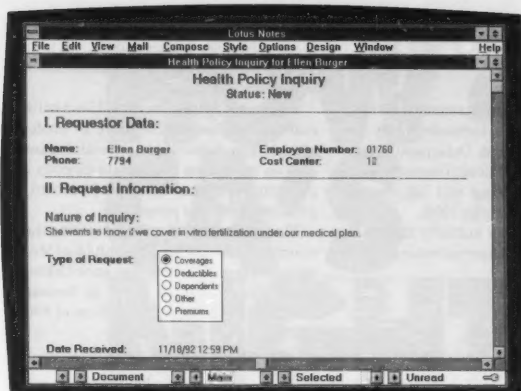 Lotus Notes
File Edit View Mail Compose Style Options Design Window Help
Health Policy Inquiry for Ellen Burger
Health Policy Inquiry
Status: New
I. Requestor Data:
Name: Ellen Burger Employee Number: 01760
Phone: 7794 Cost Center: 10
II. Request Information:
Nature of Inquiry:
She wants to know if we cover in vitro fertilization under our medical plan.
Type of Request: Coverages
Deductibles
Dependents
Other
Premiums
Date Received: 11/18/92 12:59 PM
Document Main Selected Unread